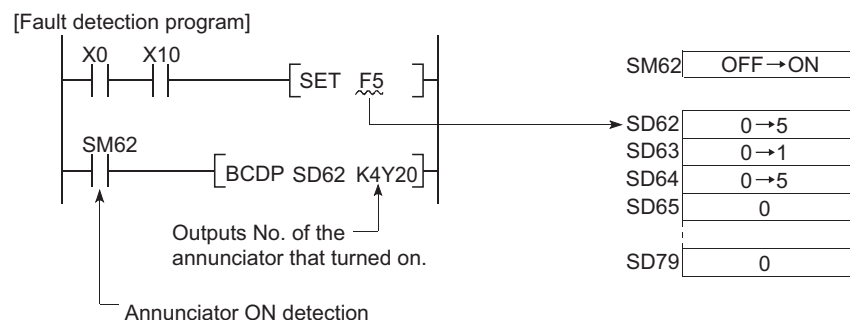 [Fault detection program]
X0 X10
SET F5
SM62
BCDP SD62 K4Y20
Outputs No. of the
annunciator that turned on.
Annunciator ON detection
SM62 OFF→ON
SD62 0→5
SD63 0→1
SD64 0→5
SD65 0
SD79 0